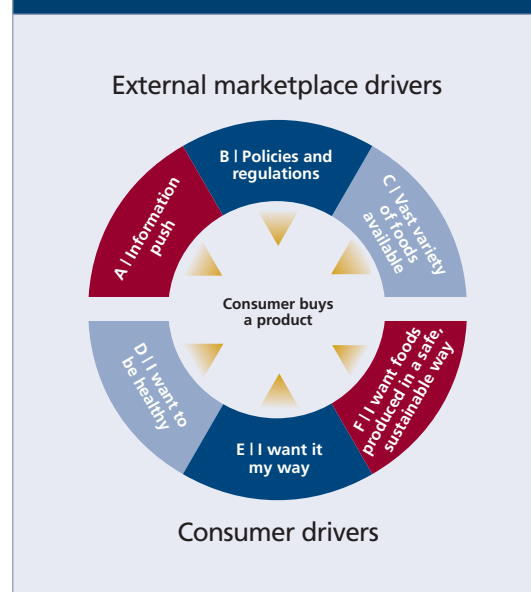 External marketplace drivers
A | Information
push
B | Policies and
regulations
C | Vast variety
of foods
available
Consumer buys
a product
D | I want to
be healthy
E | I want it
my way
F | I want foods
produced in a safe,
sustainable way
Consumer drivers